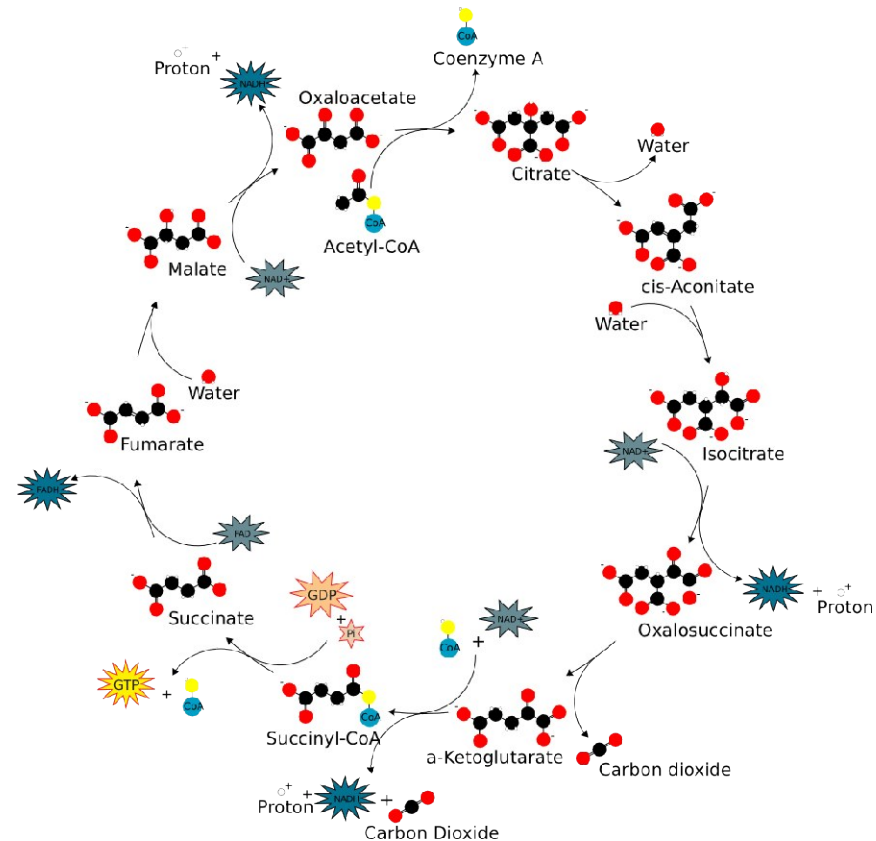 CoA
Coenzyme A
Proton +
NADH
Oxaloacetate
Citrate
Water
CoA
Acetyl-CoA
Malate
NAD+
cis-Aconitate
Water
Water
Fumarate
Isocitrate
NAD+
FADH
FAD
NADH + Proton
Succinate
GDP
+
Pi
CoA + NAD+
Oxalosuccinate
GTP + CoA
CoA
Succinyl-CoA
a-Ketoglutarate
Carbon dioxide
Proton + NADH +
Carbon Dioxide